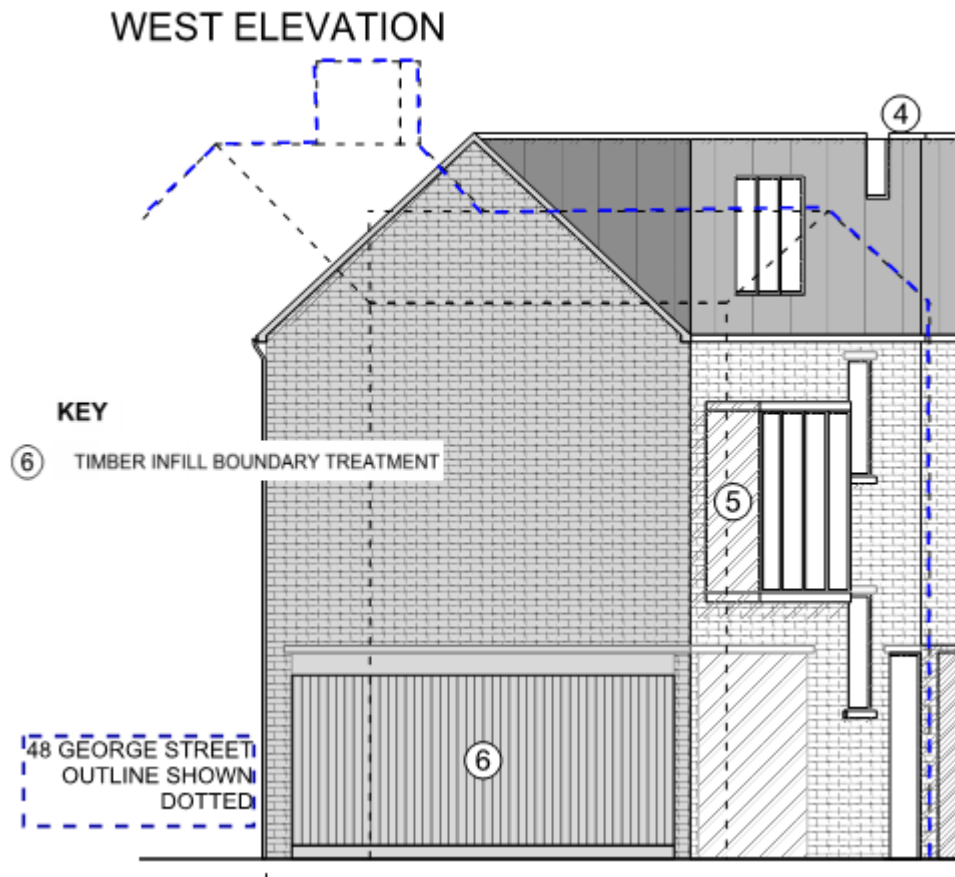 WEST ELEVATION
4
KEY
6 TIMBER INFILL BOUNDARY TREATMENT
5
6
48 GEORGE STREET
OUTLINE SHOWN
DOTTED